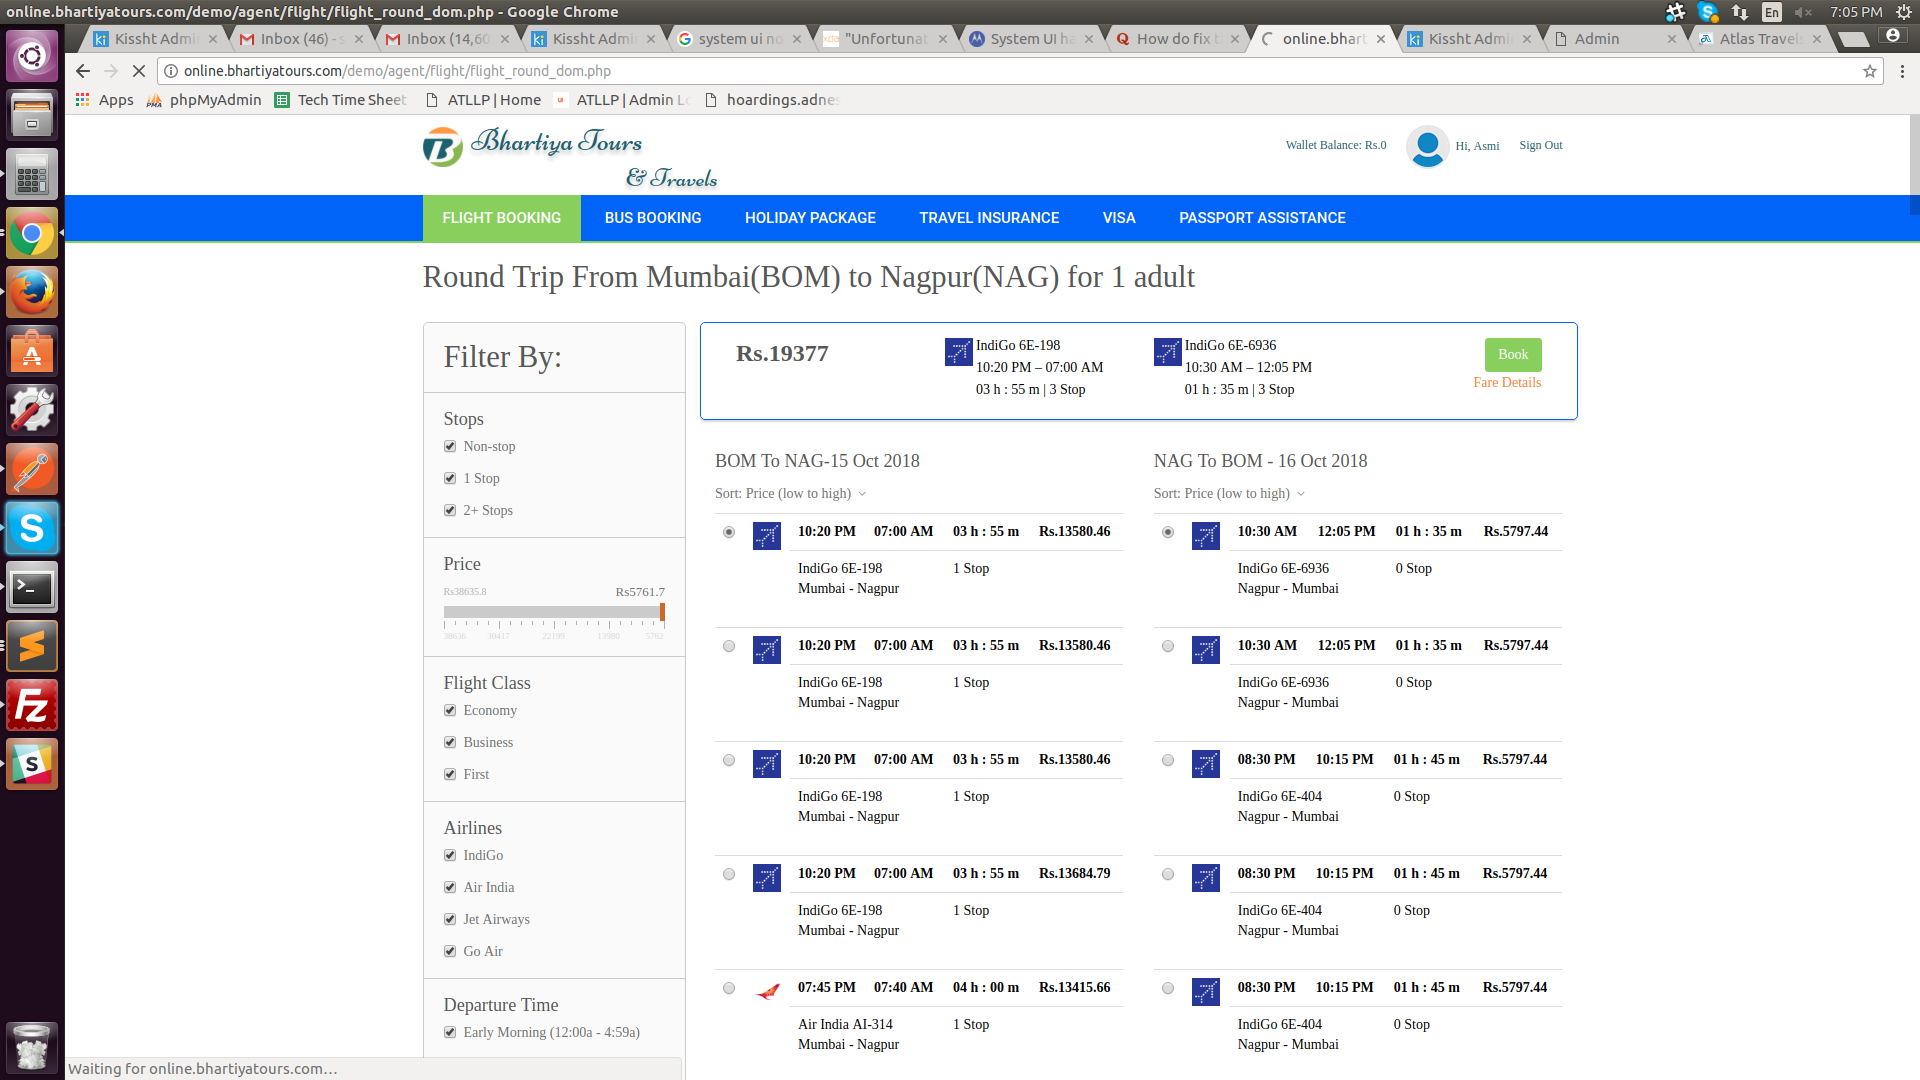 online.bhartiyatours.com/demo/agent/flight/flight_round_dom.php - Google Chrome
En
7:05 PM
Kissht Admi
Inbox (46) - s
Inbox (14,60
Kissht Admi
system ui no
"Unfortunat
System UI ha
How do fix t
online.bhart
Kissht Admi
Admin
Atlas Travel
online.bhartiyatours.com/demo/agent/flight/flight_round_dom.php
Apps
phpMyAdmin
Tech Time Sheet
ATLLP | Home
ATLLP | Admin Lo
hoardings.adne
Bhartiya Tours
& Travels
Wallet Balance: Rs.0
Hi, Asmi
Sign Out
FLIGHT BOOKING
BUS BOOKING
HOLIDAY PACKAGE
TRAVEL INSURANCE
VISA
PASSPORT ASSISTANCE
Round Trip From Mumbai(BOM) to Nagpur(NAG) for 1 adult
Filter By:
Stops
Non-stop
1 Stop
2+ Stops
Price
Rs38635.8 Rs5761.7
38636 30417 22199 13980 5762
Flight Class
Economy
Business
First
Airlines
IndiGo
Air India
Jet Airways
Go Air
Departure Time
Early Morning (12:00a - 4:59a)
Rs.19377
IndiGo 6E-198
10:20 PM – 07:00 AM
03 h : 55 m | 3 Stop
IndiGo 6E-6936
10:30 AM – 12:05 PM
01 h : 35 m | 3 Stop
Book
Fare Details
BOM To NAG-15 Oct 2018
Sort: Price (low to high)
10:20 PM 07:00 AM 03 h : 55 m Rs.13580.46
IndiGo 6E-198 1 Stop
Mumbai - Nagpur
10:20 PM 07:00 AM 03 h : 55 m Rs.13580.46
IndiGo 6E-198 1 Stop
Mumbai - Nagpur
10:20 PM 07:00 AM 03 h : 55 m Rs.13580.46
IndiGo 6E-198 1 Stop
Mumbai - Nagpur
10:20 PM 07:00 AM 03 h : 55 m Rs.13684.79
IndiGo 6E-198 1 Stop
Mumbai - Nagpur
07:45 PM 07:40 AM 04 h : 00 m Rs.13415.66
Air India AI-314 1 Stop
Mumbai - Nagpur
NAG To BOM - 16 Oct 2018
Sort: Price (low to high)
10:30 AM 12:05 PM 01 h : 35 m Rs.5797.44
IndiGo 6E-6936 0 Stop
Nagpur - Mumbai
10:30 AM 12:05 PM 01 h : 35 m Rs.5797.44
IndiGo 6E-6936 0 Stop
Nagpur - Mumbai
08:30 PM 10:15 PM 01 h : 45 m Rs.5797.44
IndiGo 6E-404 0 Stop
Nagpur - Mumbai
08:30 PM 10:15 PM 01 h : 45 m Rs.5797.44
IndiGo 6E-404 0 Stop
Nagpur - Mumbai
08:30 PM 10:15 PM 01 h : 45 m Rs.5797.44
IndiGo 6E-404 0 Stop
Nagpur - Mumbai
Waiting for online.bhartiyatours.com…